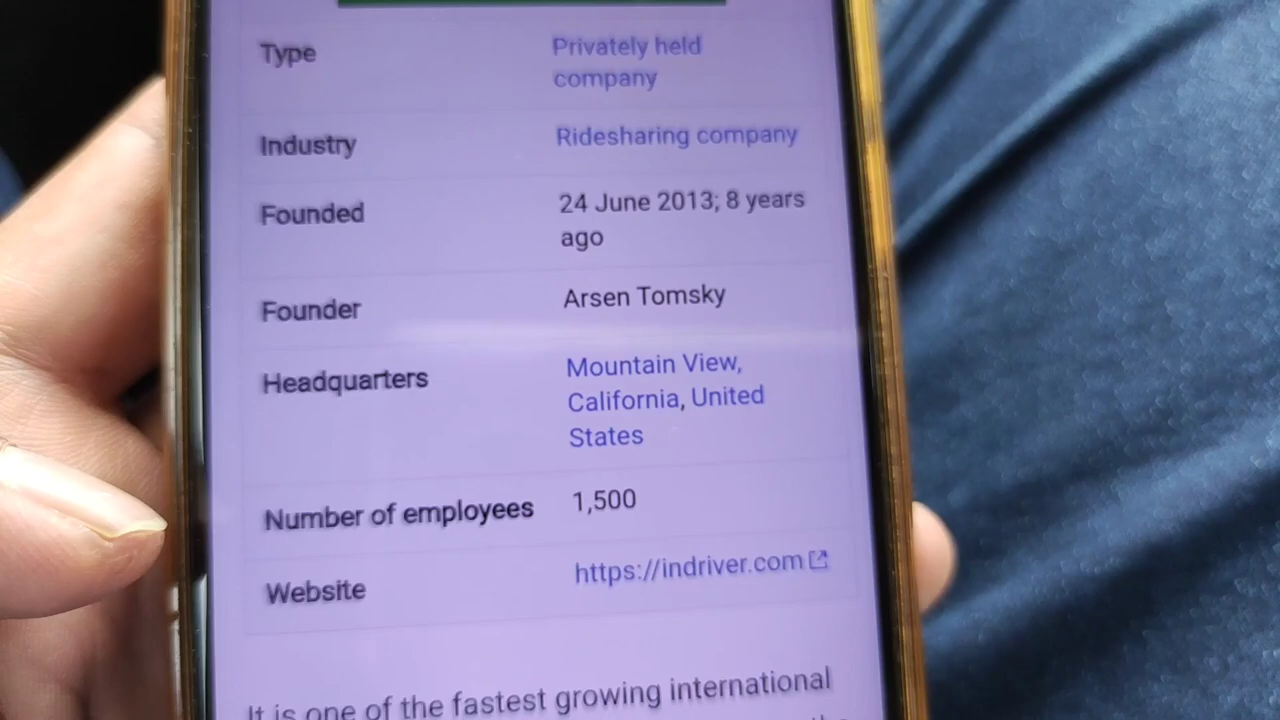 Type
Privately held
company
Industry
Ridesharing company
Founded
24 June 2013; 8 years
ago
Founder
Arsen Tomsky
Headquarters
Mountain View,
California, United
States
Number of employees
1,500
Website
https://indriver.com
It is one of the fastest growing international
the